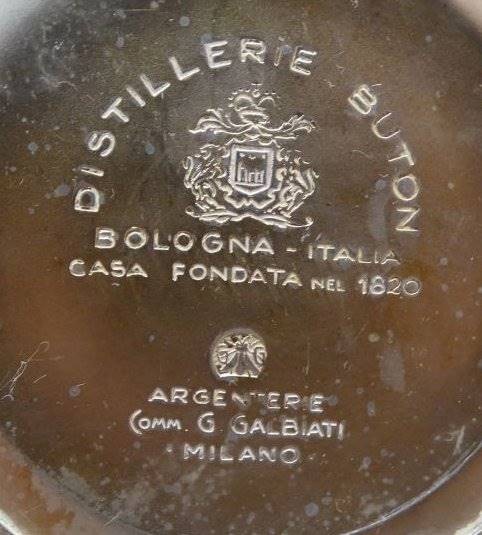 DISTILLERIE BUTON
BOLOGNA - ITALIA
CASA FONDATA NEL 1820
ARGENTERIE
COMM. G GALBIATI
· MILANO ·